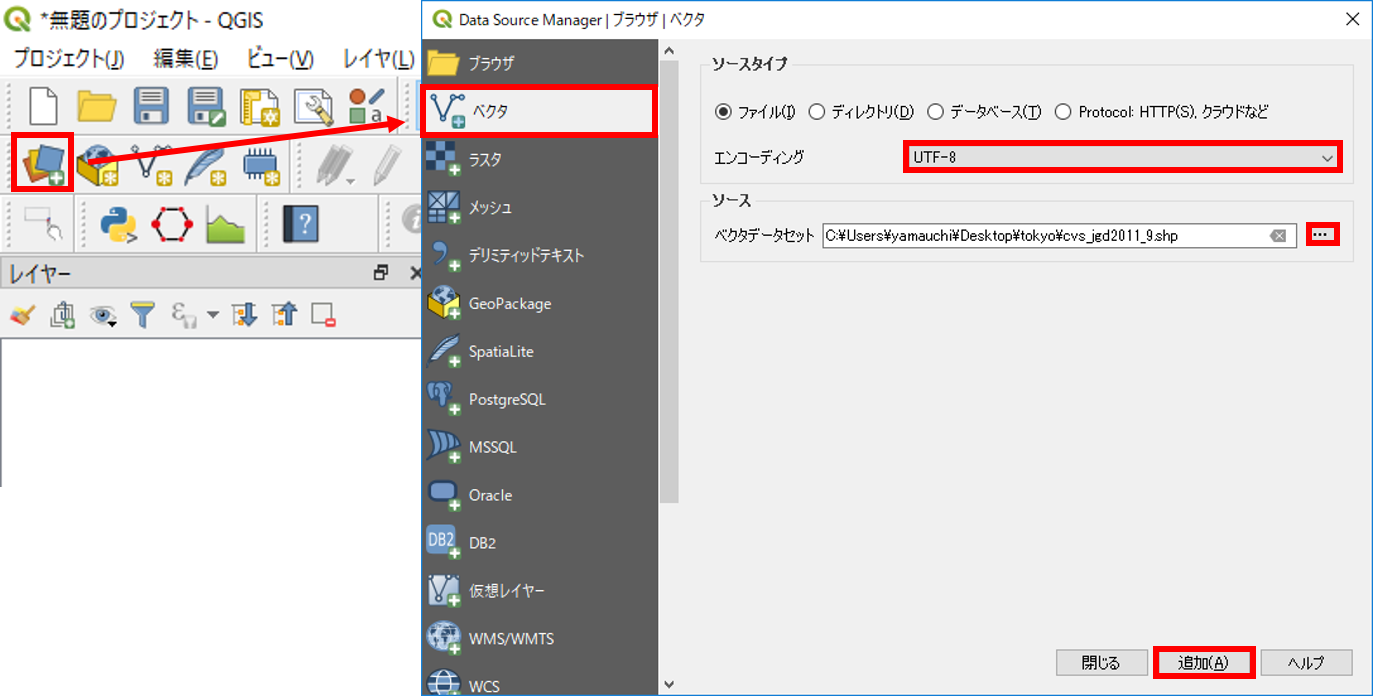 *無題のプロジェクト - QGIS
プロジェクト(J) 編集(E) ビュー(V) レイヤ(L)
a
?
i
レイヤー
ε
Data Source Manager | ブラウザ | ベクタ
ブラウザ
ベクタ
ラスタ
メッシュ
デリミティッドテキスト
GeoPackage
SpatiaLite
PostgreSQL
MSSQL
Oracle
DB2 DB2
仮想レイヤー
WMS/WMTS
WCS
ソースタイプ
ファイル(I) ディレクトリ(D) データベース(T) Protocol: HTTP(S), クラウドなど
エンコーディング UTF-8
ソース
ベクタデータセット C:¥Users¥yamauchi¥Desktop¥tokyo¥cvs_jgd2011_9.shp ...
閉じる 追加(A) ヘルプ